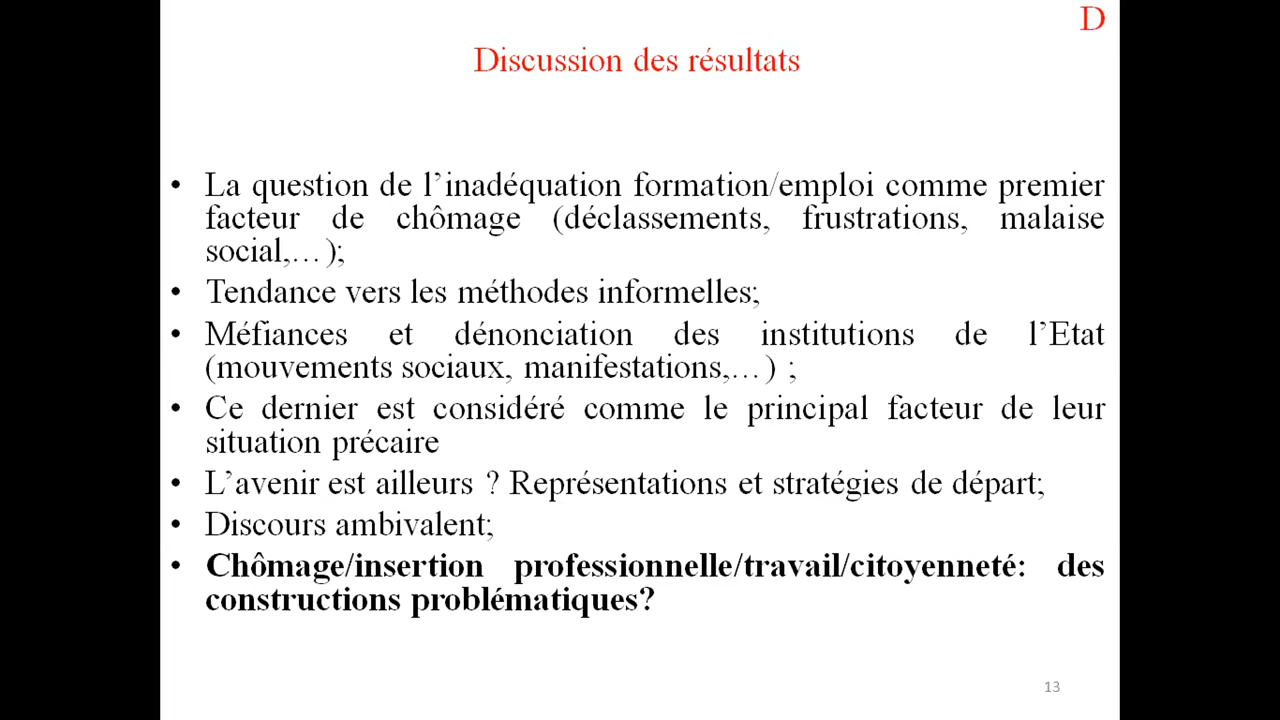 D
Discussion des résultats
• La question de l’inadéquation formation/emploi comme premier
facteur de chômage (déclassements, frustrations, malaise
social,…);
• Tendance vers les méthodes informelles;
• Méfiances et dénonciation des institutions de l’Etat
(mouvements sociaux, manifestations,…) ;
• Ce dernier est considéré comme le principal facteur de leur
situation précaire
• L’avenir est ailleurs ? Représentations et stratégies de départ;
• Discours ambivalent;
• Chômage/insertion professionnelle/travail/citoyenneté: des
constructions problématiques?
13